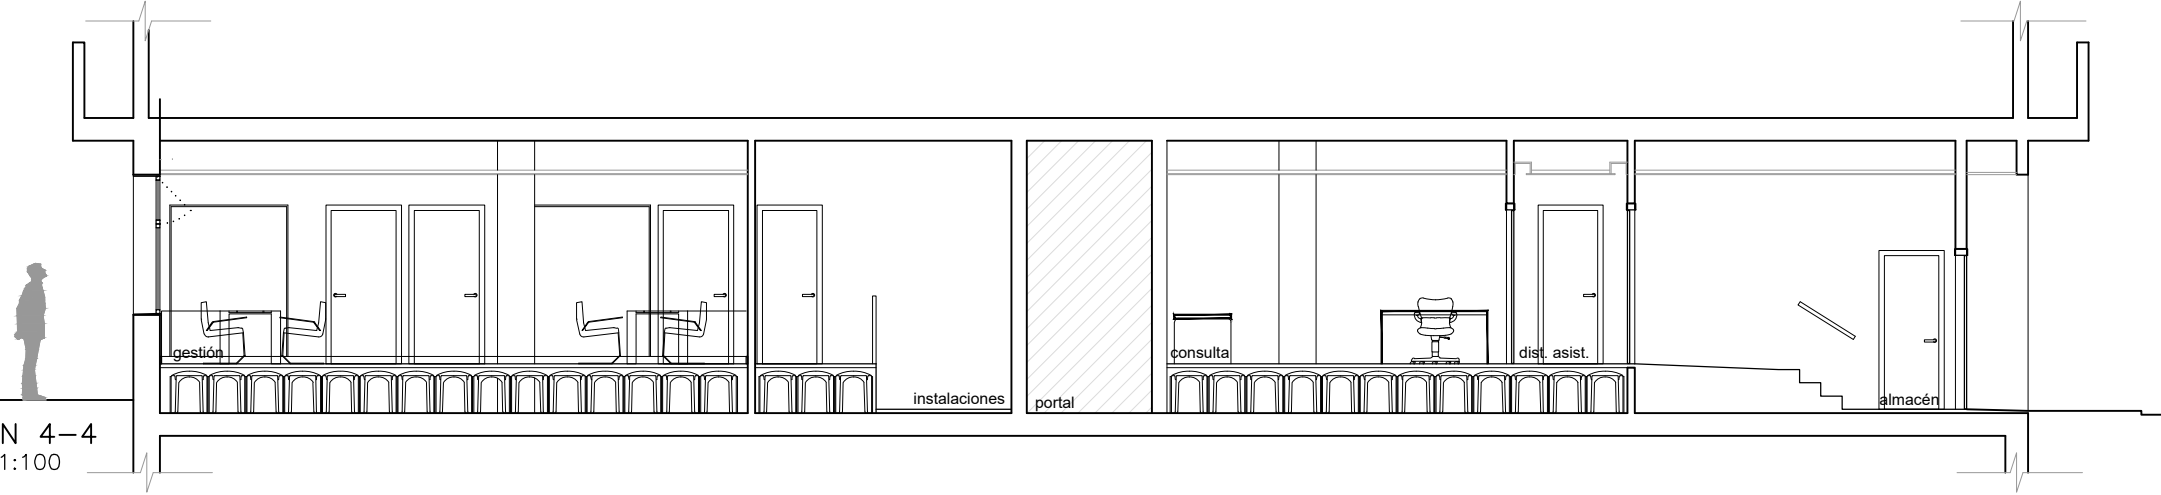 gestión
consulta
dist. asist.
instalaciones
portal
almacén
N 4-4
1:100